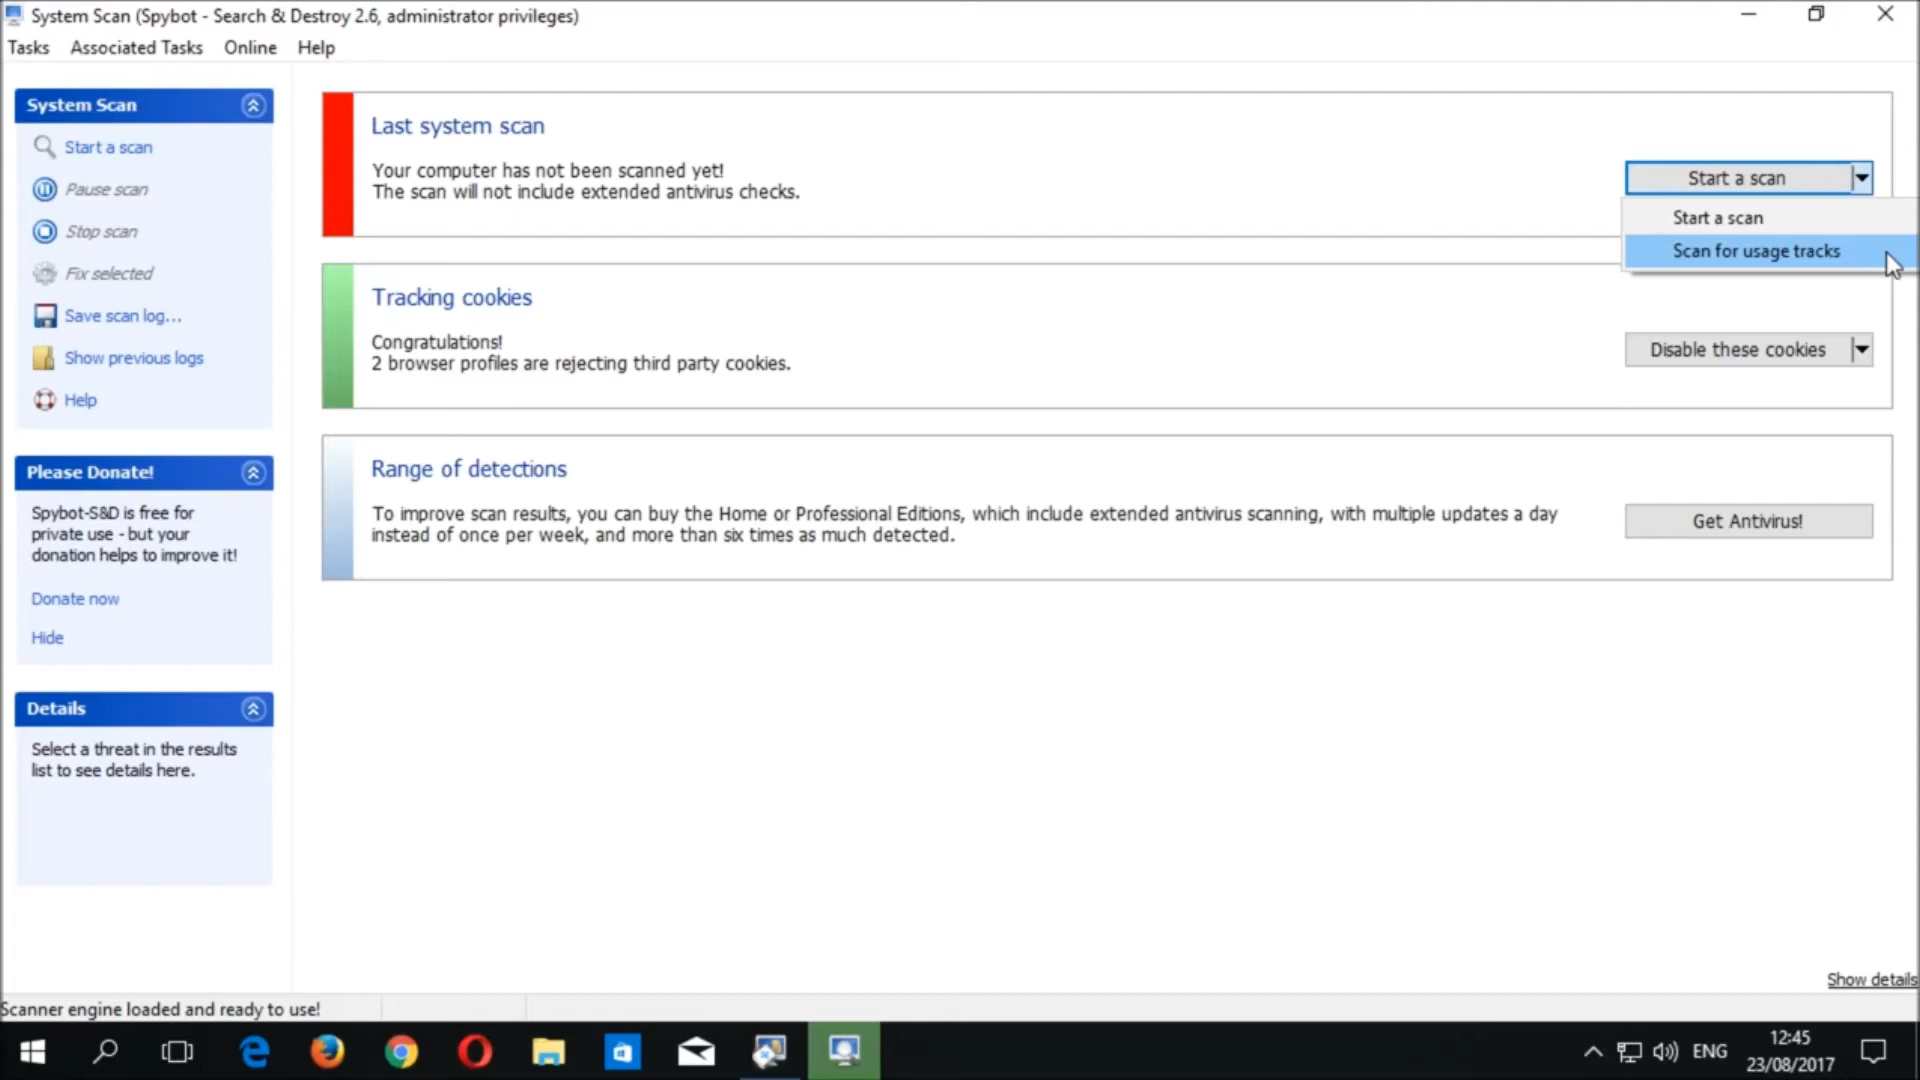 System Scan (Spybot - Search & Destroy 2.6, administrator privileges)
Tasks Associated Tasks Online Help
System Scan
Start a scan
Pause scan
Stop scan
Fix selected
Save scan log...
Show previous logs
Help
Please Donate!
Spybot-S&D is free for
private use - but your
donation helps to improve it!
Donate now
Hide
Details
Select a threat in the results
list to see details here.
Last system scan
Your computer has not been scanned yet!
The scan will not include extended antivirus checks.
Start a scan
Start a scan
Scan for usage tracks
Tracking cookies
Congratulations!
2 browser profiles are rejecting third party cookies.
Disable these cookies
Range of detections
To improve scan results, you can buy the Home or Professional Editions, which include extended antivirus scanning, with multiple updates a day
instead of once per week, and more than six times as much detected.
Get Antivirus!
Show details
Scanner engine loaded and ready to use!
ENG
12:45
23/08/2017